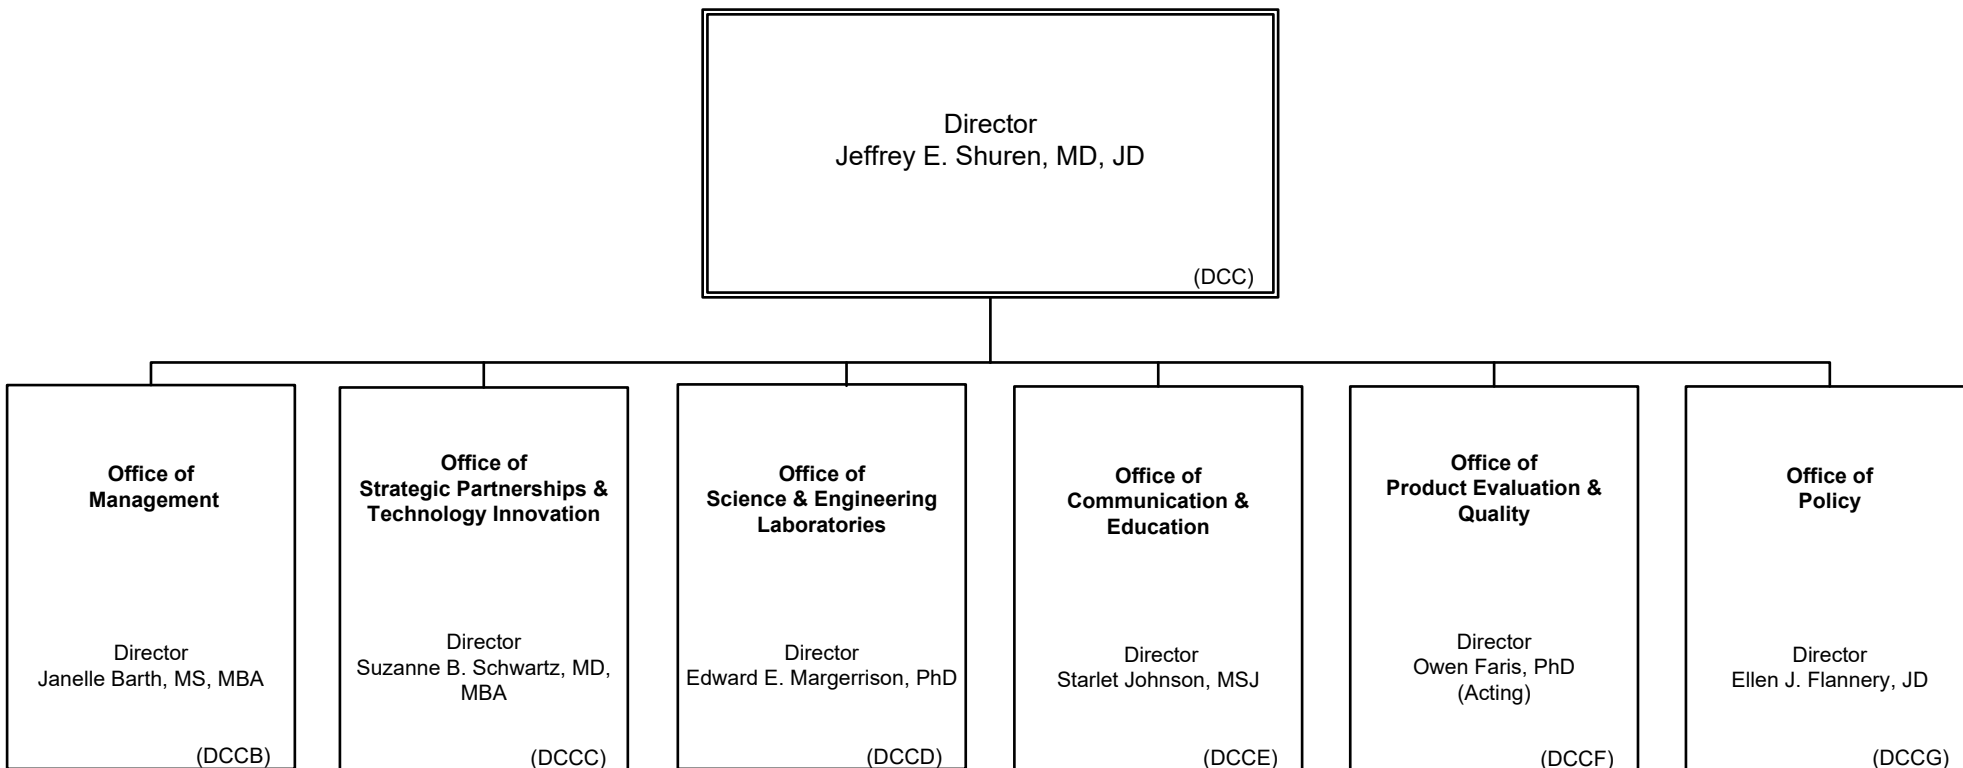 Director
Jeffrey E. Shuren, MD, JD
(DCC)
Office of
Management
Director
Janelle Barth, MS, MBA
(DCCB)
Office of
Strategic Partnerships &
Technology Innovation
Director
Suzanne B. Schwartz, MD,
MBA
(DCCC)
Office of
Science & Engineering
Laboratories
Director
Edward E. Margerrison, PhD
(DCCD)
Office of
Communication &
Education
Director
Starlet Johnson, MSJ
(DCCE)
Office of
Product Evaluation &
Quality
Director
Owen Faris, PhD
(Acting)
(DCCF)
Office of
Policy
Director
Ellen J. Flannery, JD
(DCCG)